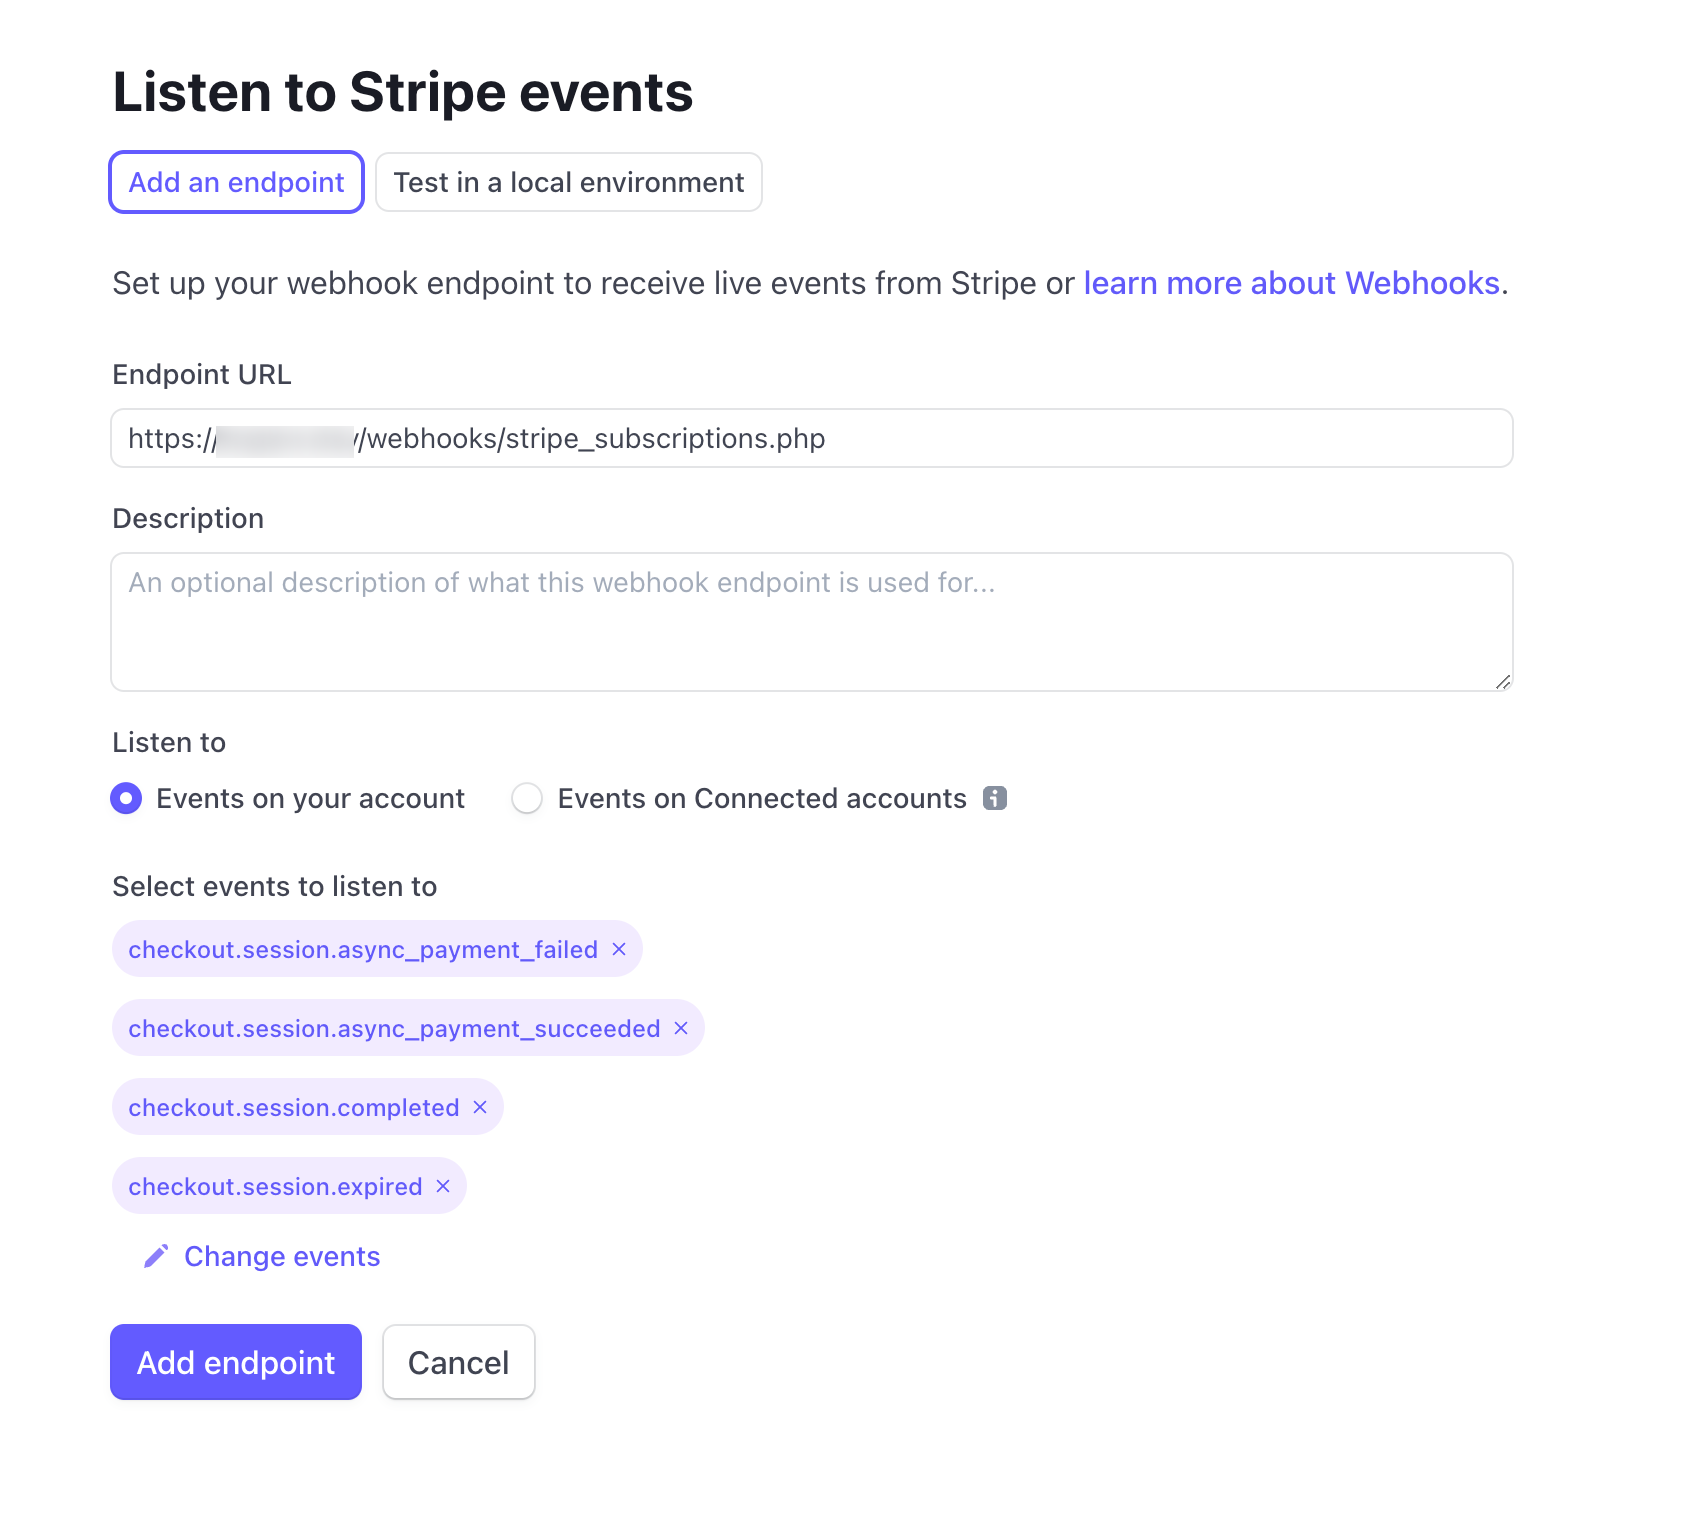 Listen to Stripe events
Add an endpoint Test in a local environment
Set up your webhook endpoint to receive live events from Stripe or learn more about Webhooks.
Endpoint URL
https:// /webhooks/stripe_subscriptions.php
Description
An optional description of what this webhook endpoint is used for...
Listen to
Events on your account Events on Connected accounts
Select events to listen to
checkout.session.async_payment_failed ×
checkout.session.async_payment_succeeded ×
checkout.session.completed ×
checkout.session.expired ×
Change events
Add endpoint Cancel